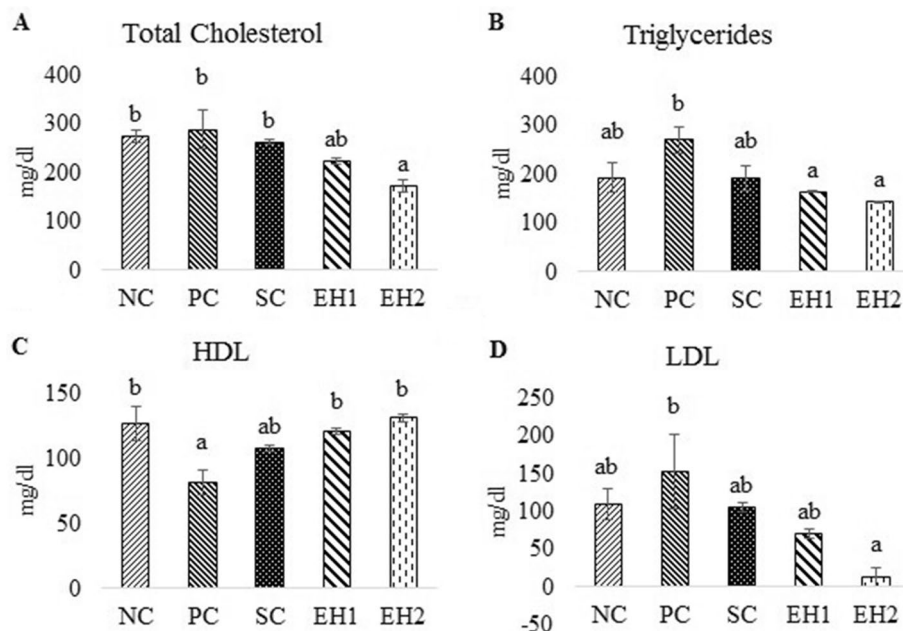 A
Total Cholesterol
mg/dl
400
300
200
100
0
b
b
b
ab
a
NC PC SC EH1 EH2
B
Triglycerides
mg/dl
400
300
200
100
0
ab
b
ab
a
a
NC PC SC EH1 EH2
C
HDL
mg/dl
150
100
50
0
b
a
ab
b
b
NC PC SC EH1 EH2
D
LDL
mg/dl
250
200
150
100
50
0
-50
ab
b
ab
ab
a
NC PC SC EH1 EH2